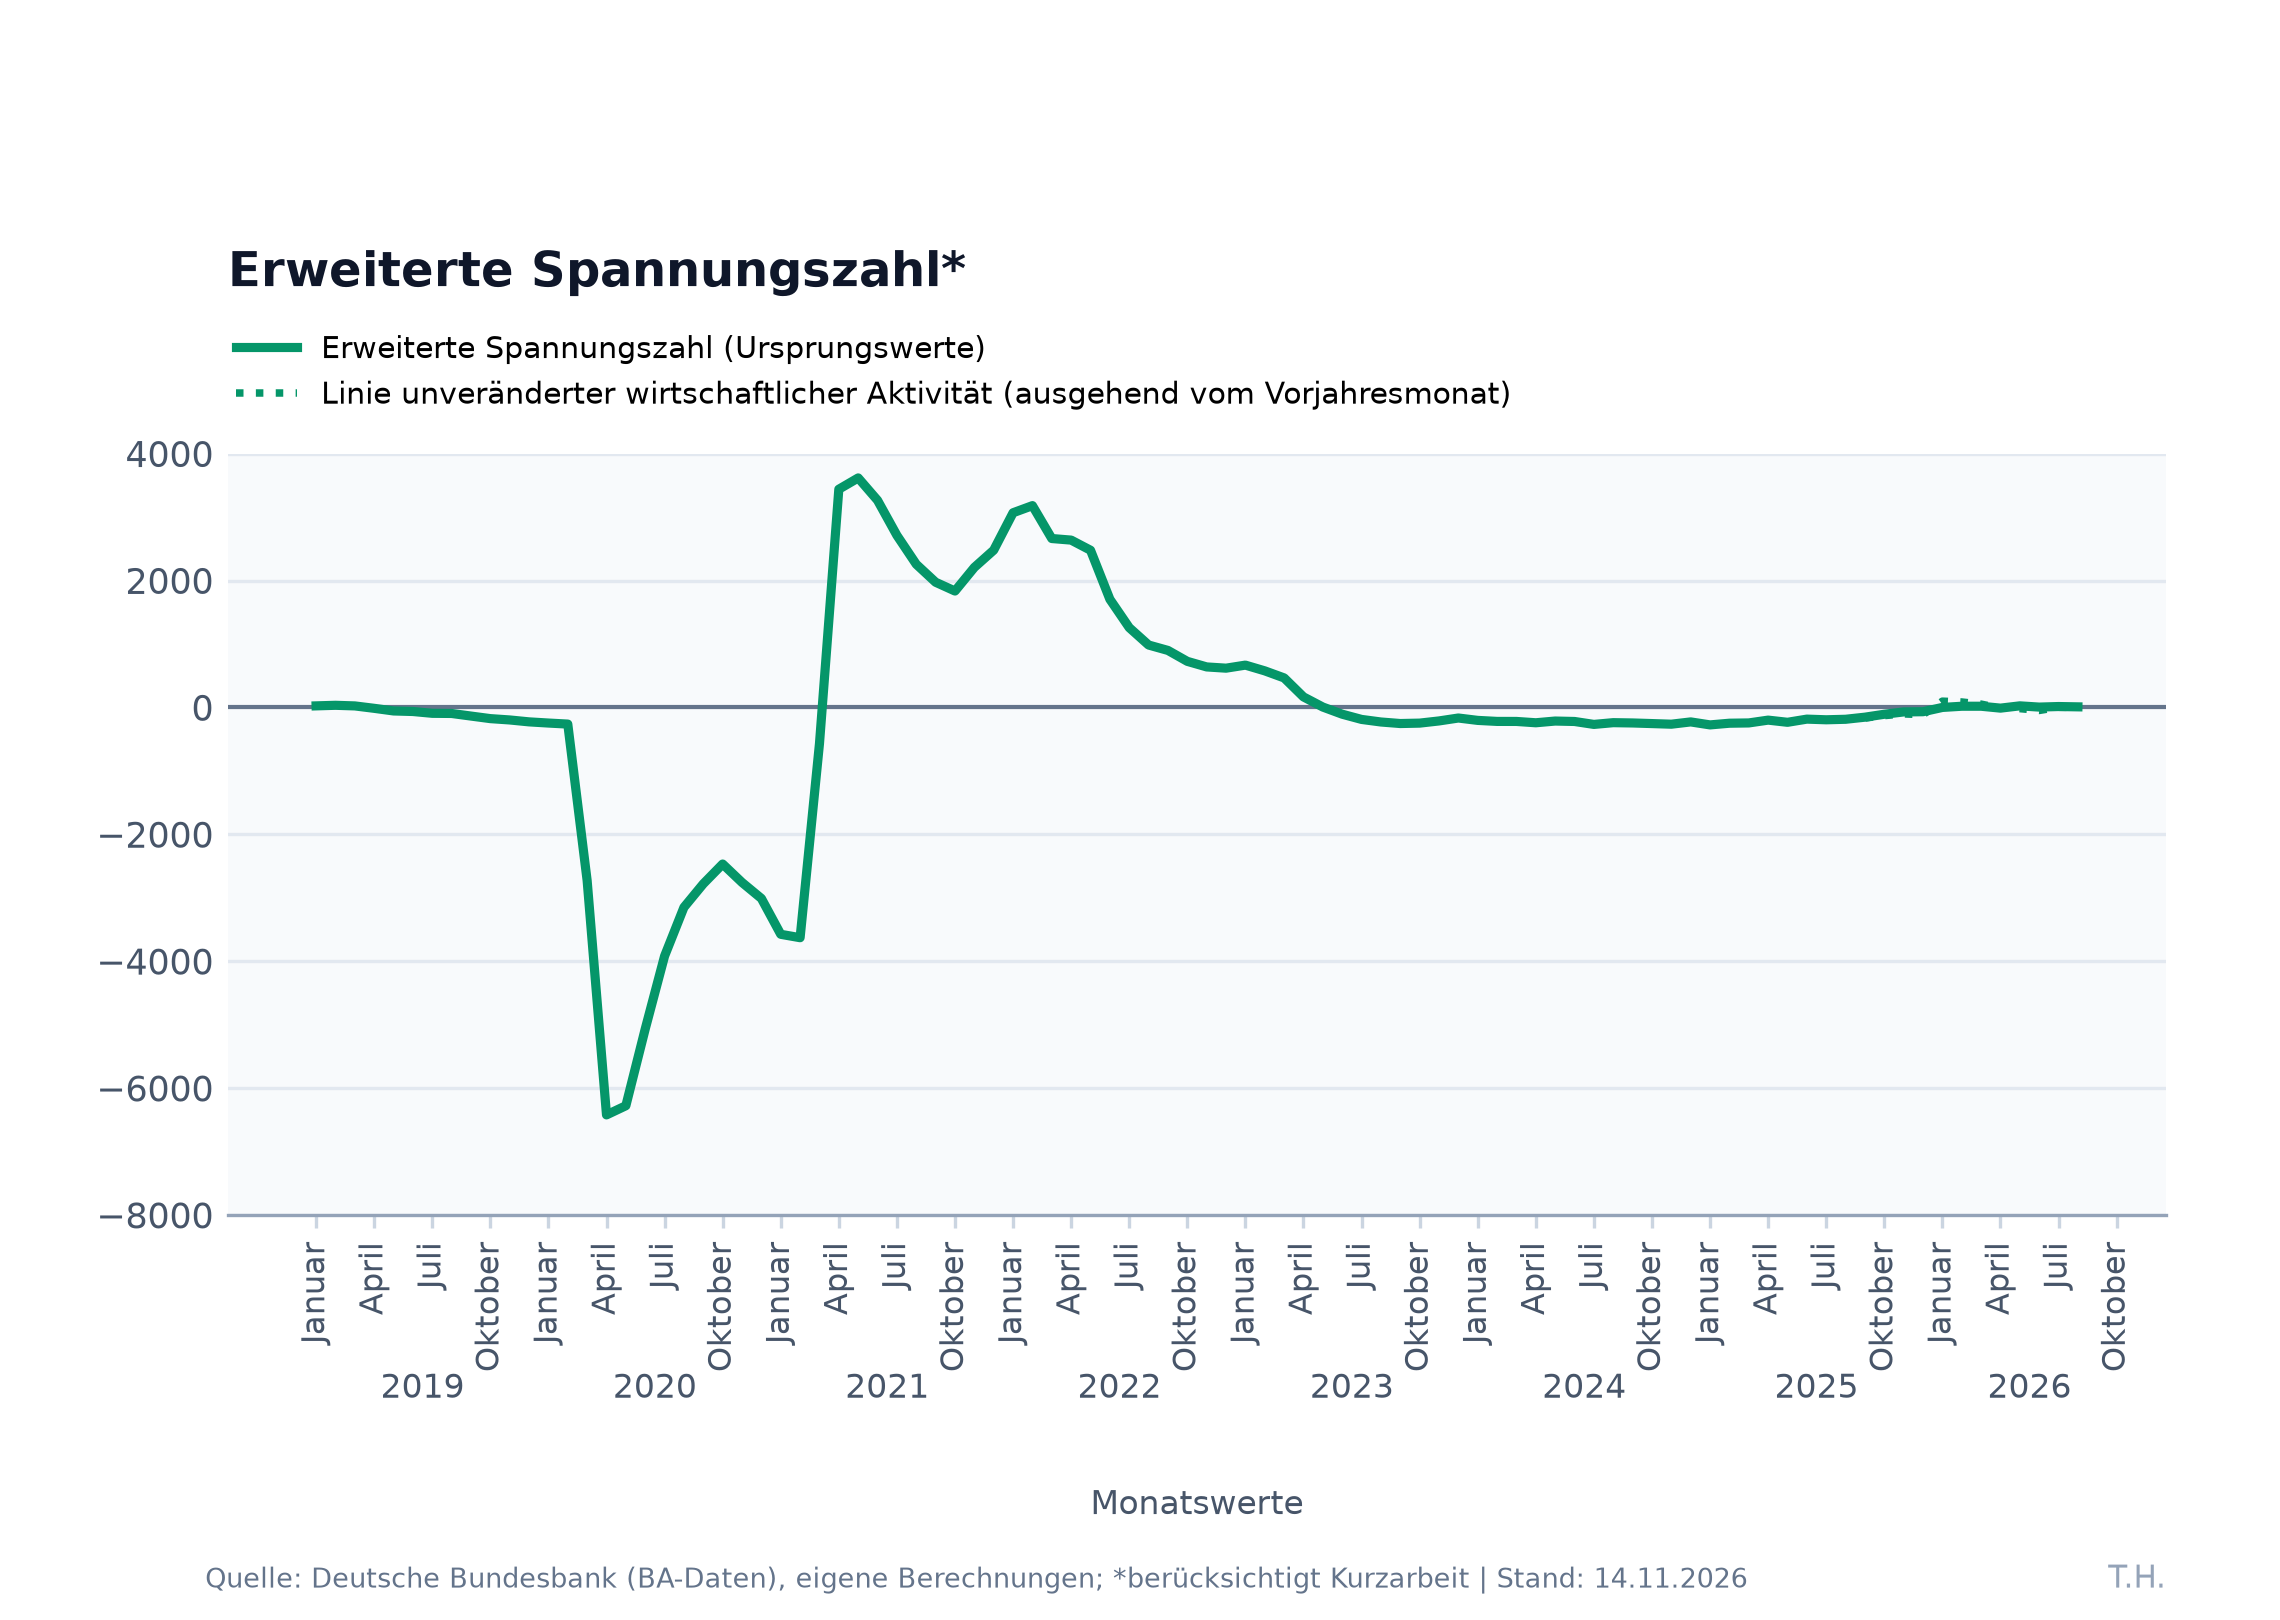 Erweiterte Spannungszahl*
Erweiterte Spannungszahl (Ursprungswerte)
Linie unveränderter wirtschaftlicher Aktivität (ausgehend vom Vorjahresmonat)
4000
2000
0
−2000
−4000
−6000
−8000
Januar April Juli Oktober Januar April Juli Oktober Januar April Juli Oktober Januar April Juli Oktober Januar April Juli Oktober Januar April Juli Oktober Januar April Juli Oktober Januar April Juli Oktober
2019 2020 2021 2022 2023 2024 2025 2026
Monatswerte
Quelle: Deutsche Bundesbank (BA-Daten), eigene Berechnungen; *berücksichtigt Kurzarbeit | Stand: 14.11.2026
T.H.